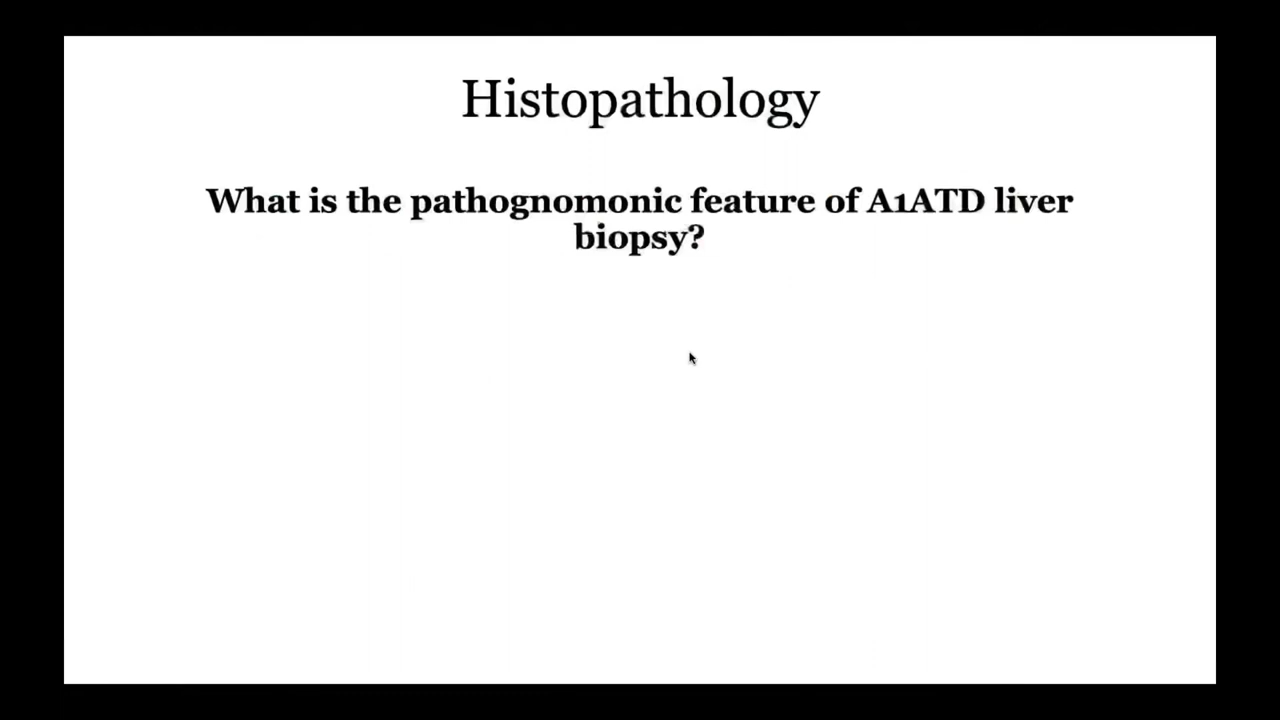 Histopathology
What is the pathognomonic feature of A1ATD liver
biopsy?